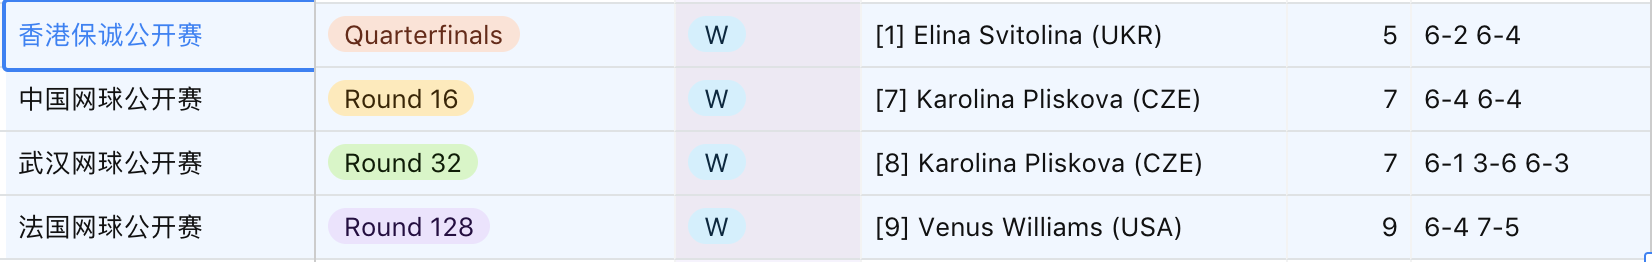 香港保诚公开赛 Quarterfinals W [1] Elina Svitolina (UKR) 5 6-2 6-4
中国网球公开赛 Round 16 W [7] Karolina Pliskova (CZE) 7 6-4 6-4
武汉网球公开赛 Round 32 W [8] Karolina Pliskova (CZE) 7 6-1 3-6 6-3
法国网球公开赛 Round 128 W [9] Venus Williams (USA) 9 6-4 7-5